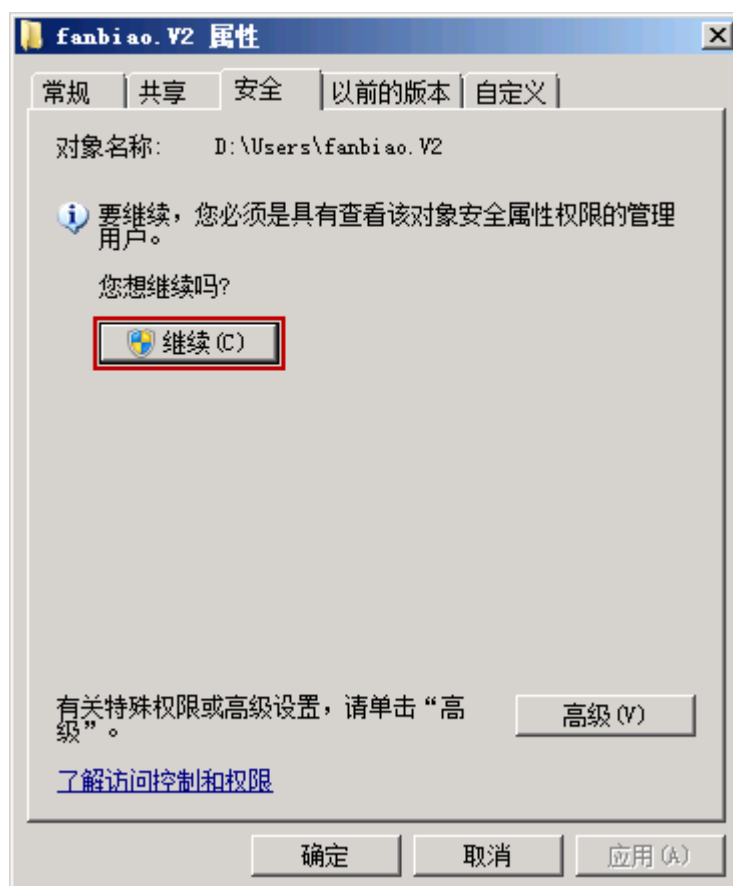 fanbiao.V2 属性
常规 共享 安全 以前的版本 自定义
对象名称: D:\Users\fanbiao.V2
要继续，您必须是具有查看该对象安全属性权限的管理
用户。
您想继续吗?
继续(C)
有关特殊权限或高级设置，请单击“高
级”。
高级(V)
了解访问控制和权限
确定 取消 应用(A)